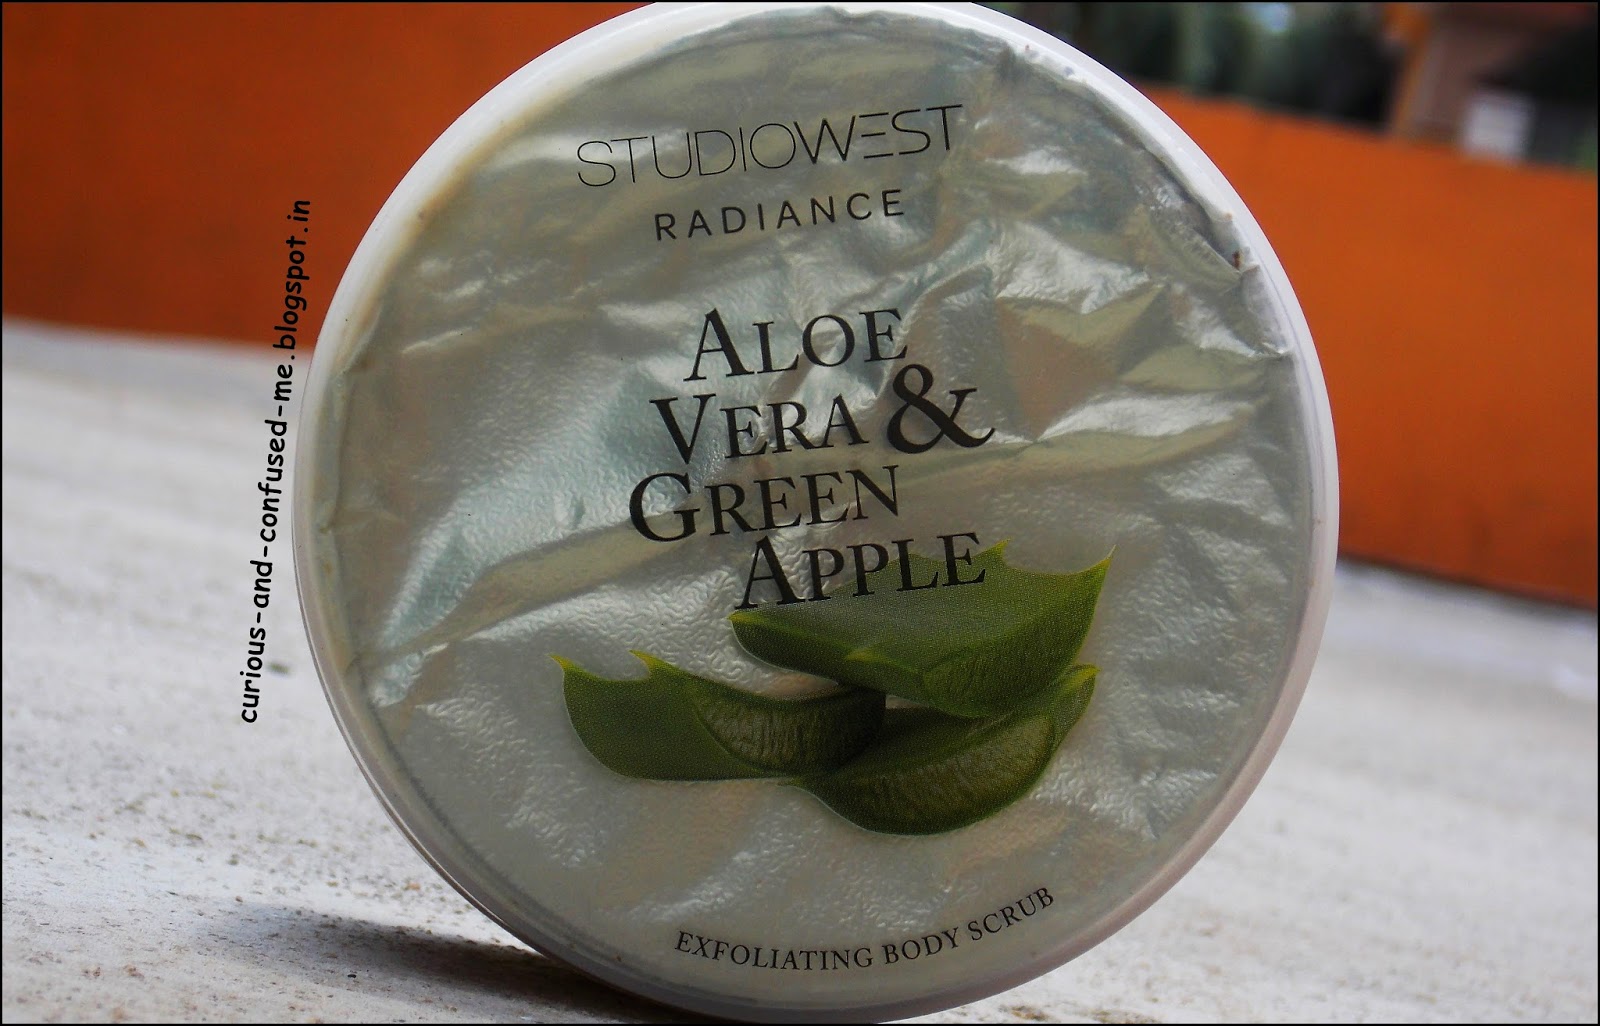 STUDIOWEST
RADIANCE
ALOE
VERA &
GREEN
APPLE
EXFOLIATING BODY SCRUB
curious-and-confused-me.blogspot.in